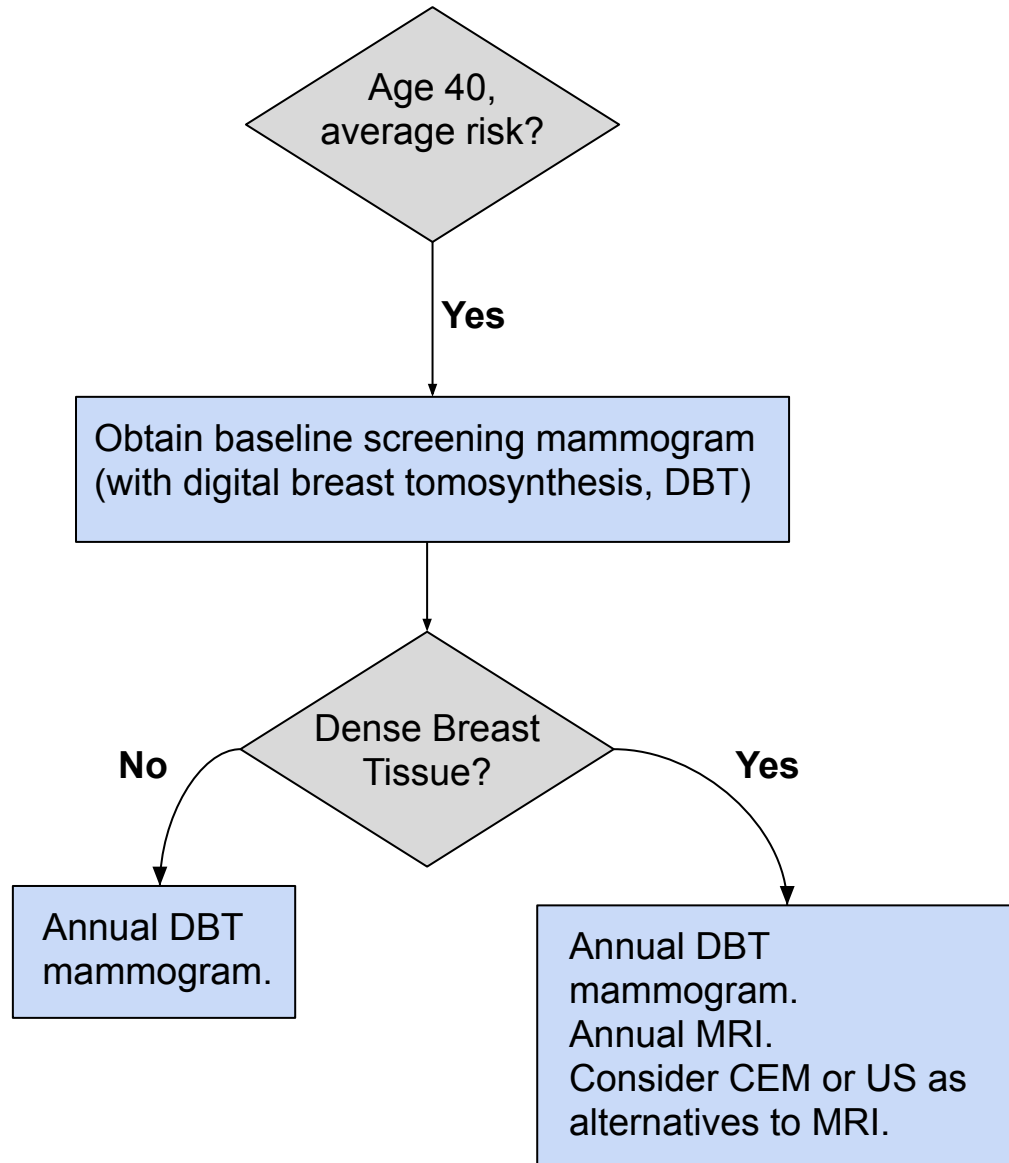 Age 40,
average risk?
Yes
Obtain baseline screening mammogram
(with digital breast tomosynthesis, DBT)
Dense Breast
Tissue?
No
Yes
Annual DBT
mammogram.
Annual DBT
mammogram.
Annual MRI.
Consider CEM or US as
alternatives to MRI.